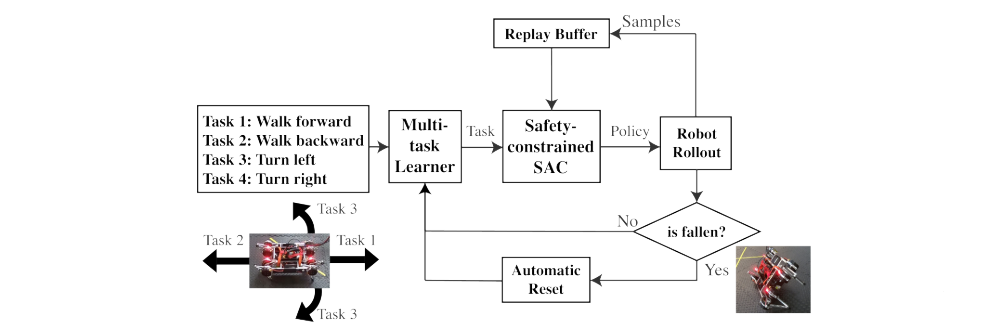 Replay Buffer
Samples
Task 1: Walk forward
Task 2: Walk backward
Task 3: Turn left
Task 4: Turn right
Multi-
task
Learner
Task
Safety-
constrained
SAC
Policy
Robot
Rollout
is fallen?
No
Yes
Automatic
Reset
Task 3
Task 2
Task 1
Task 3